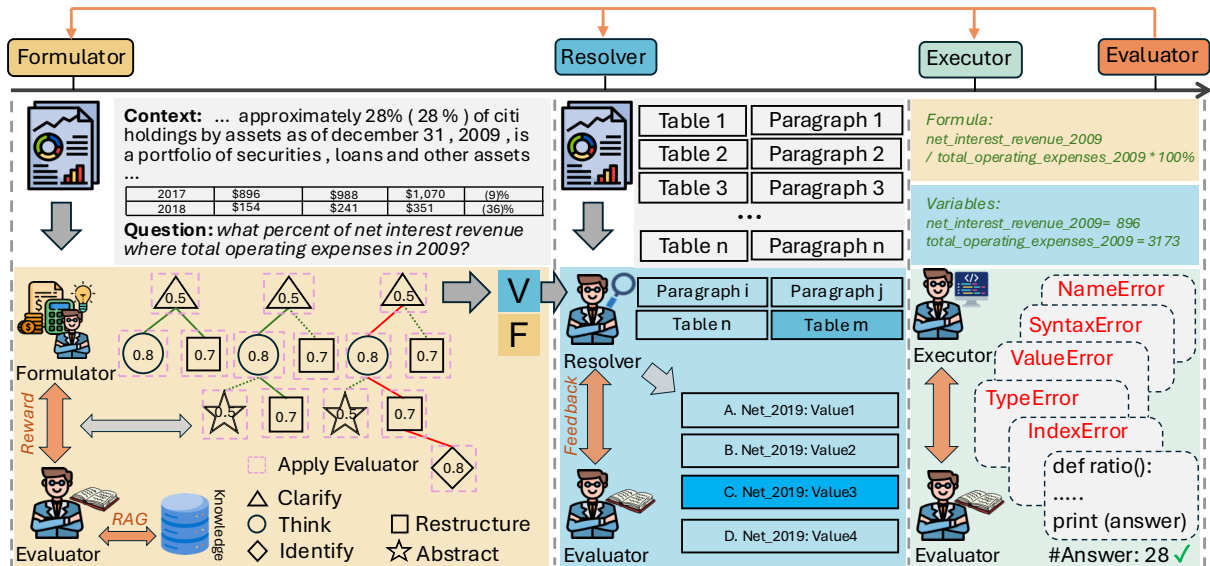 Formulator
Resolver
Executor
Evaluator
Context: ... approximately 28% ( 28 % ) of citi
holdings by assets as of december 31 , 2009 , is
a portfolio of securities , loans and other assets
...
2017 $896 $988 $1,070 (9)%
2018 $154 $241 $351 (36)%
Question: what percent of net interest revenue
where total operating expenses in 2009?
Table 1 Paragraph 1
Table 2 Paragraph 2
Table 3 Paragraph 3
...
Table n Paragraph n
Formula:
net_interest_revenue_2009
/ total_operating_expenses_2009 * 100%
Variables:
net_interest_revenue_2009= 896
total_operating_expenses_2009 = 3173
Formulator
Reward
Evaluator
RAG
Knowledge
0.5 0.5 0.5
0.8 0.7 0.8 0.7 0.8 0.7
0.5 0.7 0.5 0.7
0.8
Apply Evaluator
Clarify
Think
Identify
Restructure
Abstract
V
F
Resolver
Feedback
Evaluator
Paragraph i Paragraph j
Table n Table m
A. Net_2019: Value1
B. Net_2019: Value2
C. Net_2019: Value3
D. Net_2019: Value4
Executor
Evaluator
NameError
SyntaxError
ValueError
TypeError
IndexError
def ratio():
.....
print (answer)
#Answer: 28 ✓